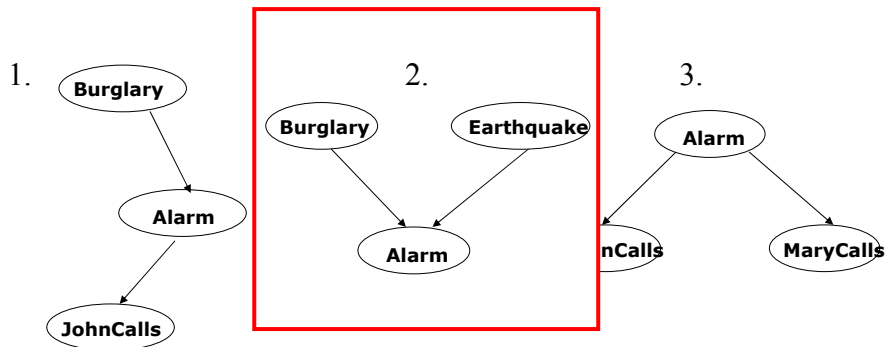 1.
Burglary
Alarm
JohnCalls
2.
Burglary
Earthquake
Alarm
3.
Alarm
nCalls
MaryCalls